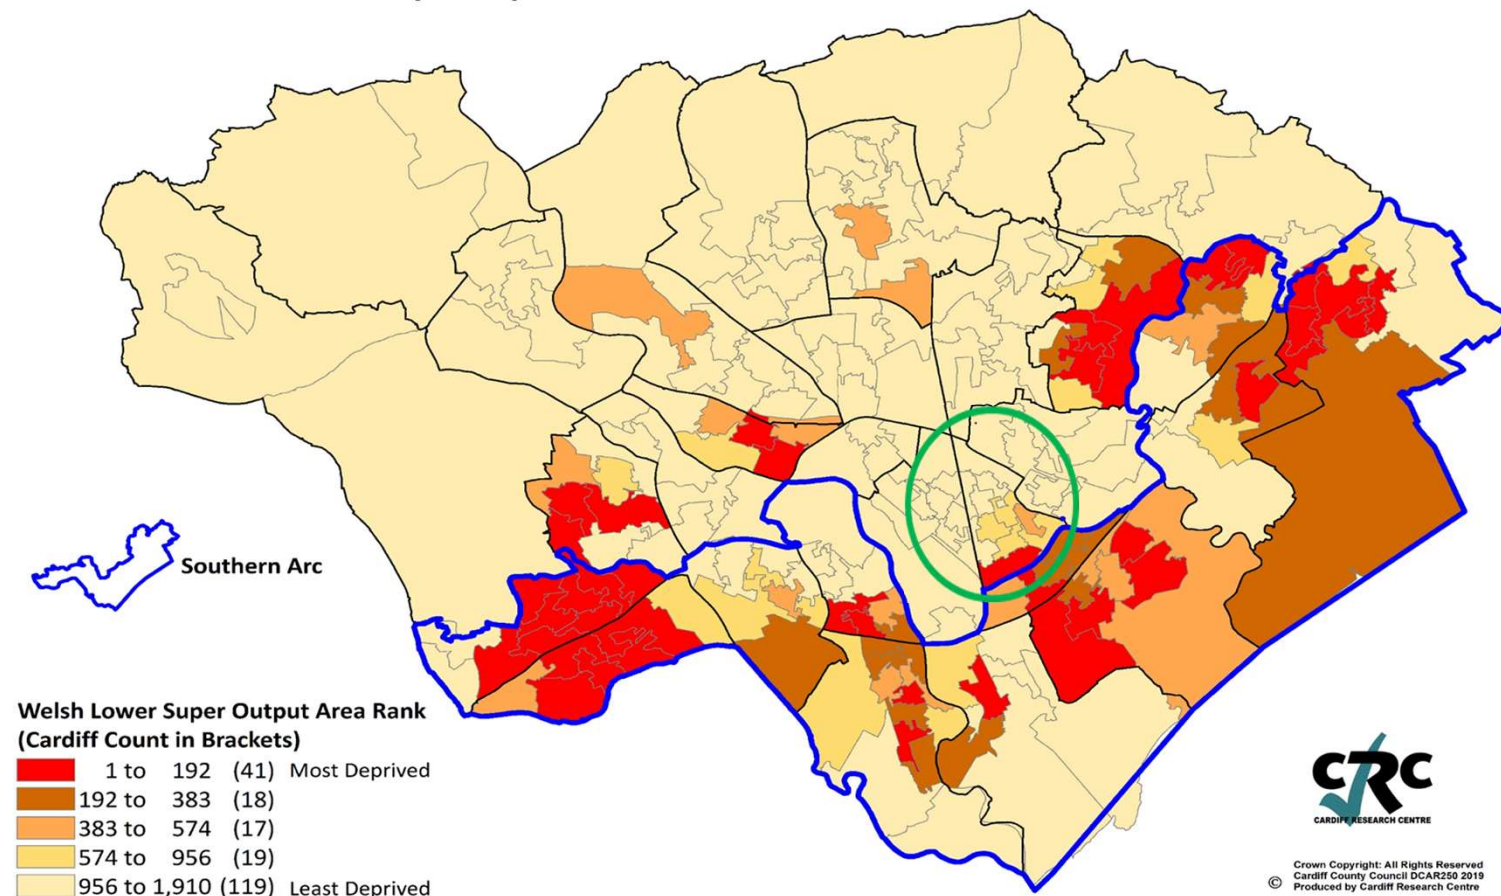 Southern Arc
Welsh Lower Super Output Area Rank
(Cardiff Count in Brackets)
1 to 192 (41) Most Deprived
192 to 383 (18)
383 to 574 (17)
574 to 956 (19)
956 to 1,910 (119) Least Deprived
CRC
CARDIFF RESEARCH CENTRE
Crown Copyright: All Rights Reserved
Cardiff County Council DCAR250 2019
© Produced by Cardiff Research Centre